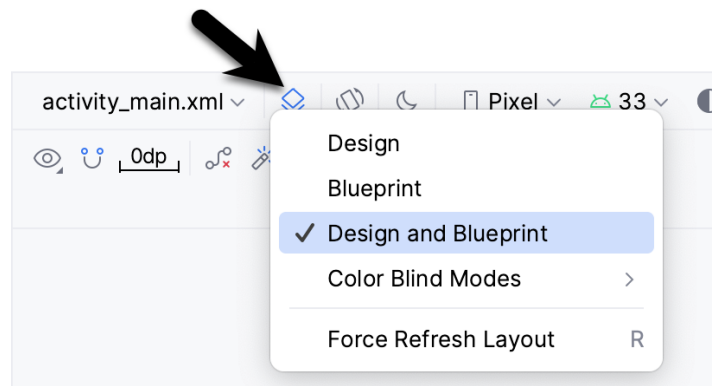 activity_main.xml Pixel 33
0dp
Design
Blueprint
Design and Blueprint
Color Blind Modes
Force Refresh Layout R